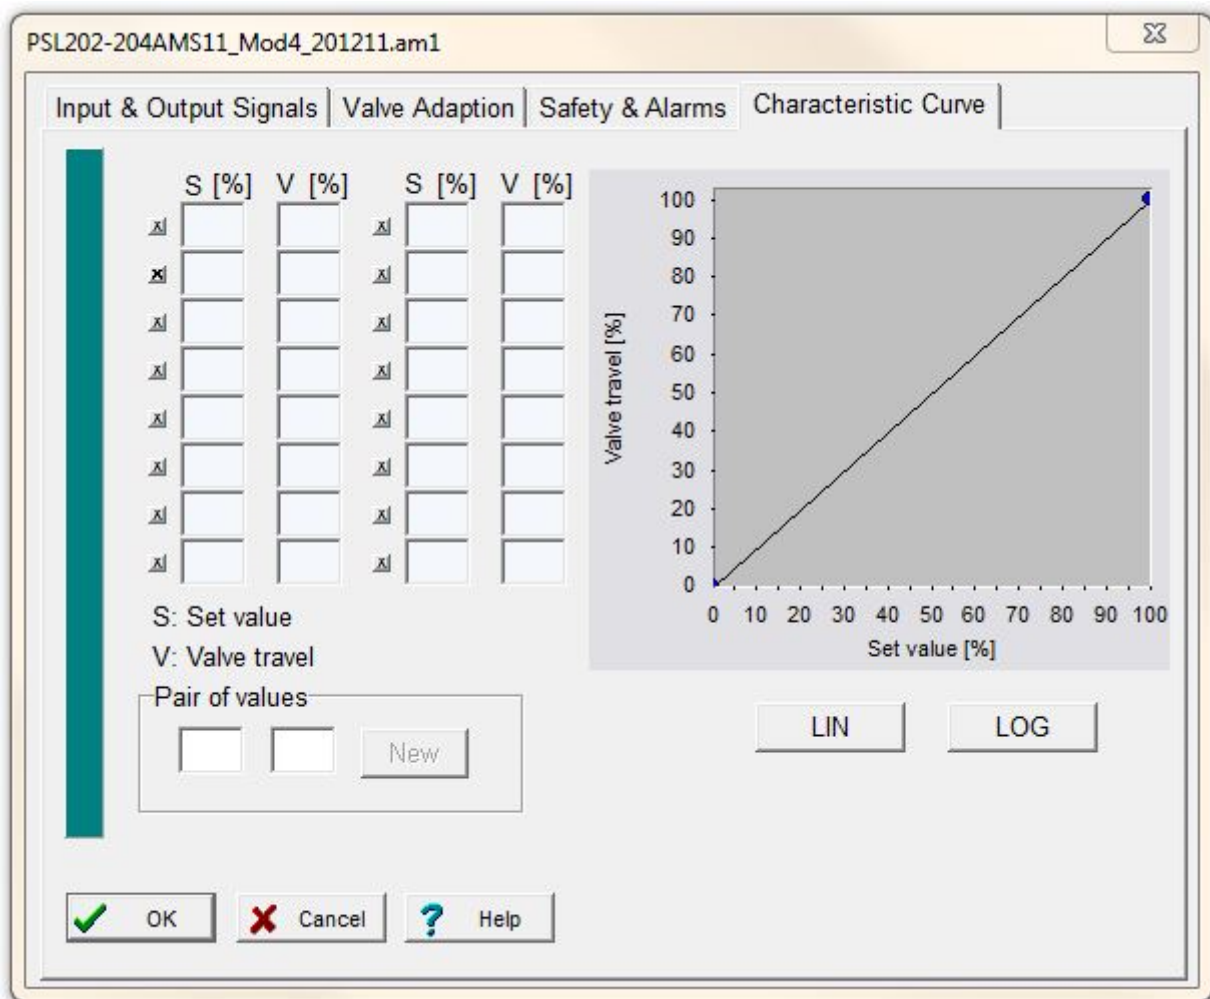 PSL202-204AMS11_Mod4_201211.am1
Input & Output Signals Valve Adaption Safety & Alarms Characteristic Curve
S [%] V [%] S [%] V [%]
x x
x x
x x
x x
x x
x x
x x
x x
S: Set value
V: Valve travel
Pair of values
New
Valve travel [%]
100
90
80
70
60
50
40
30
20
10
0
0 10 20 30 40 50 60 70 80 90 100
Set value [%]
LIN LOG
OK Cancel ? Help